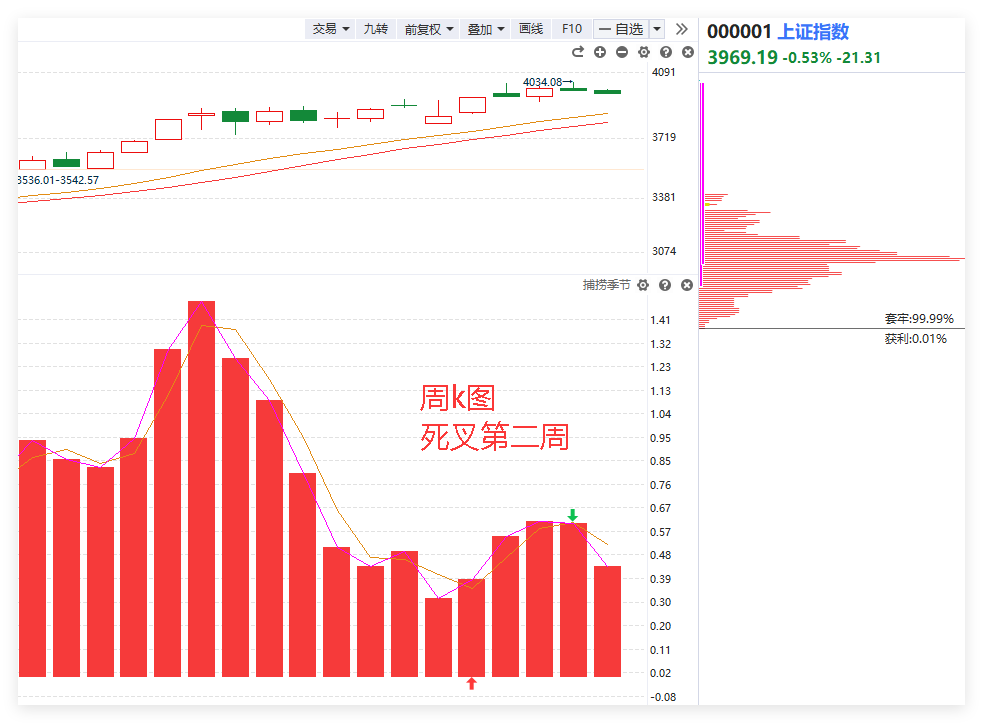 交易 九转 前复权 叠加 画线 F10 一 自选
000001 上证指数
3969.19 -0.53% -21.31
4091
4034.08→
3719
3536.01-3542.57
3381
3074
捕捞季节
1.41
1.32
1.23
1.13
1.04
0.95
0.85
0.76
0.67
0.57
0.48
0.39
0.30
0.20
0.11
0.02
-0.08
周k图
死叉第二周
套牢:99.99%
获利:0.01%